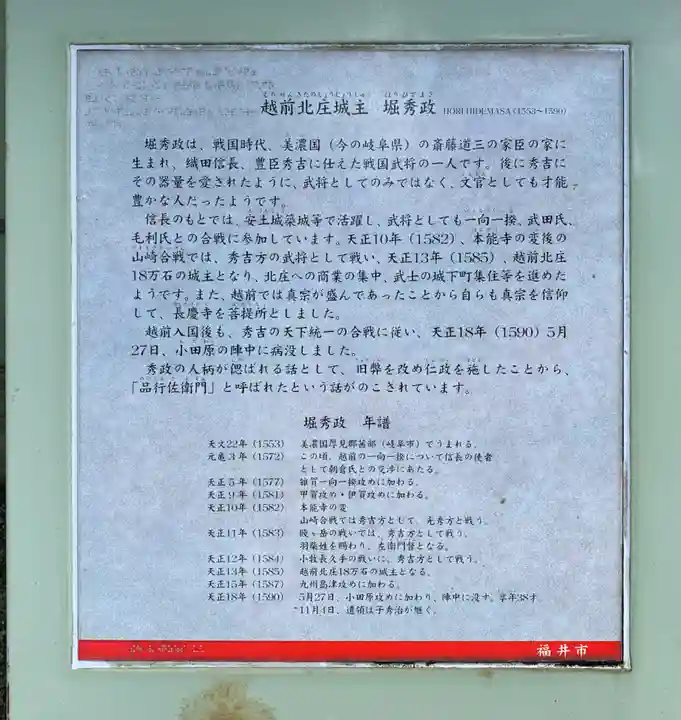 越前北庄城主 堀秀政 HORI HIDEMASA (1553~1590)
堀秀政は、戦国時代、美濃国（今の岐阜県）の斎藤道三の家臣の家に
生まれ、織田信長、豊臣秀吉に仕えた戦国武将の一人です。後に秀吉に
その器量を愛されたように、武将としてのみではなく、文官としても才能
豊かな人だったようです。
信長のもとでは、安土城築城等で活躍し、武将としても一向一揆、武田氏、
毛利氏との合戦に参加しています。天正10年（1582）、本能寺の変後の
山崎合戦では、秀吉方の武将として戦い、天正13年（1585）、越前北庄
18万石の城主となり、北庄への商業の集中、武士の城下町集住等を進めた
ようです。また、越前では真宗が盛んであったことから自らも真宗を信仰
して、長慶寺を菩提所としました。
越前入国後も、秀吉の天下統一の合戦に従い、天正18年（1590）5月
27日、小田原の陣中に病没しました。
秀政の人柄が偲ばれる話として、旧弊を改め仁政を施したことから、
「品行佐衛門」と呼ばれたという話がのこされています。
堀秀政 年譜
天文22年（1553） 美濃国厚見郡茜部（岐阜市）でうまれる。
元亀3年（1572） この頃、越前の一向一揆について信長の使者
として朝倉氏との交渉にあたる。
天正5年（1577） 雑賀一向一揆攻めに加わる。
天正9年（1581） 甲賀攻め・伊賀攻めに加わる。
天正10年（1582） 本能寺の変
山崎合戦では秀吉方として、光秀方と戦う。
天正11年（1583） 賤ヶ岳の戦いでは、秀吉方として戦う。
羽柴姓を賜わり、左衛門督となる。
天正12年（1584） 小牧長久手の戦いに、秀吉方として戦う。
天正13年（1585） 越前北庄18万石の城主となる。
天正15年（1587） 九州島津攻めに加わる。
天正18年（1590） 5月27日、小田原攻めに加わり、陣中に没す。享年38才
11月4日、遺領は子秀治が継ぐ。
福井市